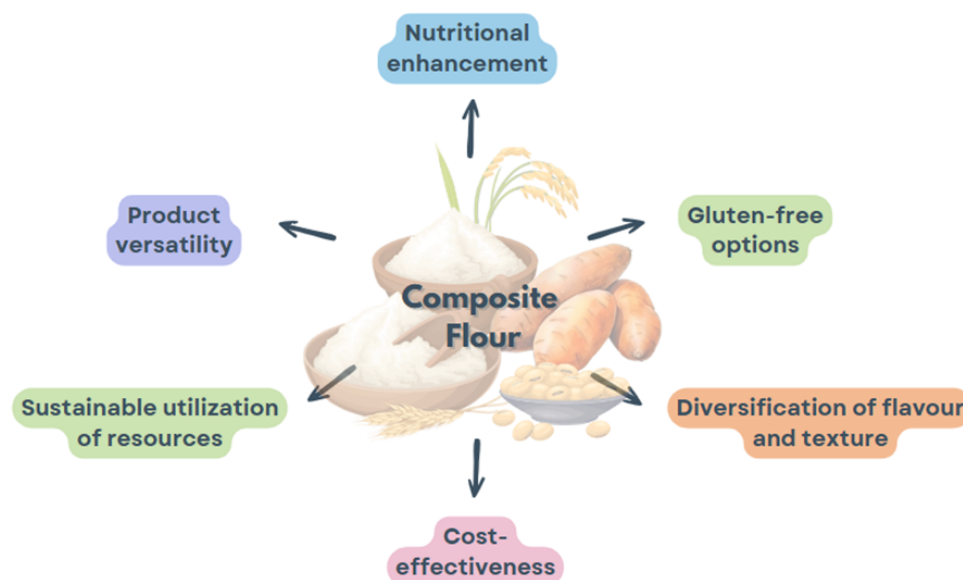 Nutritional
enhancement
Product
versatility
Gluten-free
options
Composite
Flour
Sustainable utilization
of resources
Diversification of flavour
and texture
Cost-
effectiveness